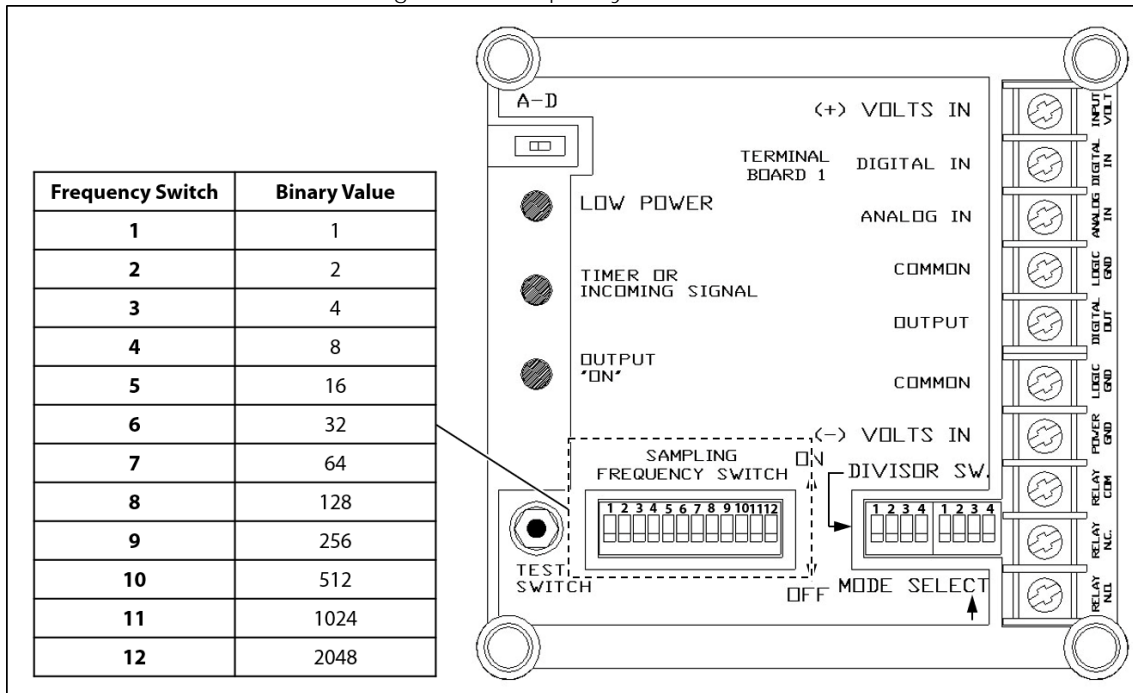 Frequency Switch Binary Value
1 1
2 2
3 4
4 8
5 16
6 32
7 64
8 128
9 256
10 512
11 1024
12 2048
A-D
LOW POWER
TIMER OR
INCOMING SIGNAL
OUTPUT
"ON"
TEST
SWITCH
(+) VOLTS IN
TERMINAL
BOARD 1
DIGITAL IN
ANALOG IN
COMMON
OUTPUT
COMMON
(-) VOLTS IN
SAMPLING
FREQUENCY SWITCH
ON
OFF
1 2 3 4 5 6 7 8 9 10 11 12
DIVISOR SW.
1 2 3 4 1 2 3 4
MODE SELECT
INPUT
VOLT
DIGITAL
IN
ANALOG
IN
LOGIC
GND
DIGITAL
OUT
LOGIC
GND
POWER
GND
RELAY
COM
RELAY
N.C.
RELAY
N.O.